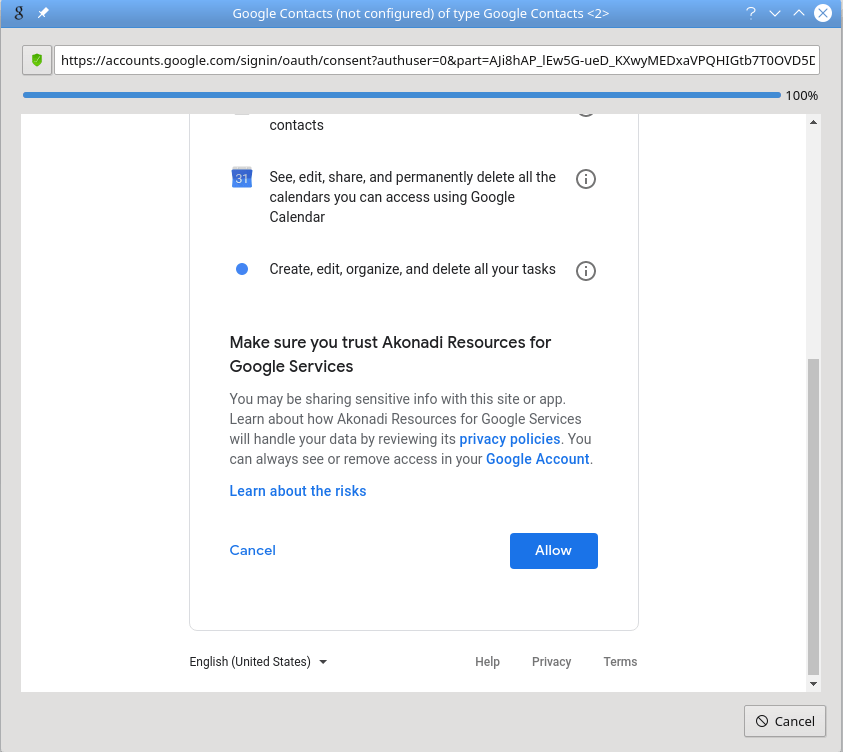 Google Contacts (not configured) of type Google Contacts <2>
https://accounts.google.com/signin/oauth/consent?authuser=0&part=AJi8hAP_lEw5G-ueD_KXwyMEDxaVPQHIGtb7T0OVD5D
100%
contacts
31
See, edit, share, and permanently delete all the
calendars you can access using Google
Calendar
Create, edit, organize, and delete all your tasks
Make sure you trust Akonadi Resources for
Google Services
You may be sharing sensitive info with this site or app.
Learn about how Akonadi Resources for Google Services
will handle your data by reviewing its privacy policies. You
can always see or remove access in your Google Account.
Learn about the risks
Cancel
Allow
English (United States)
Help
Privacy
Terms
Cancel